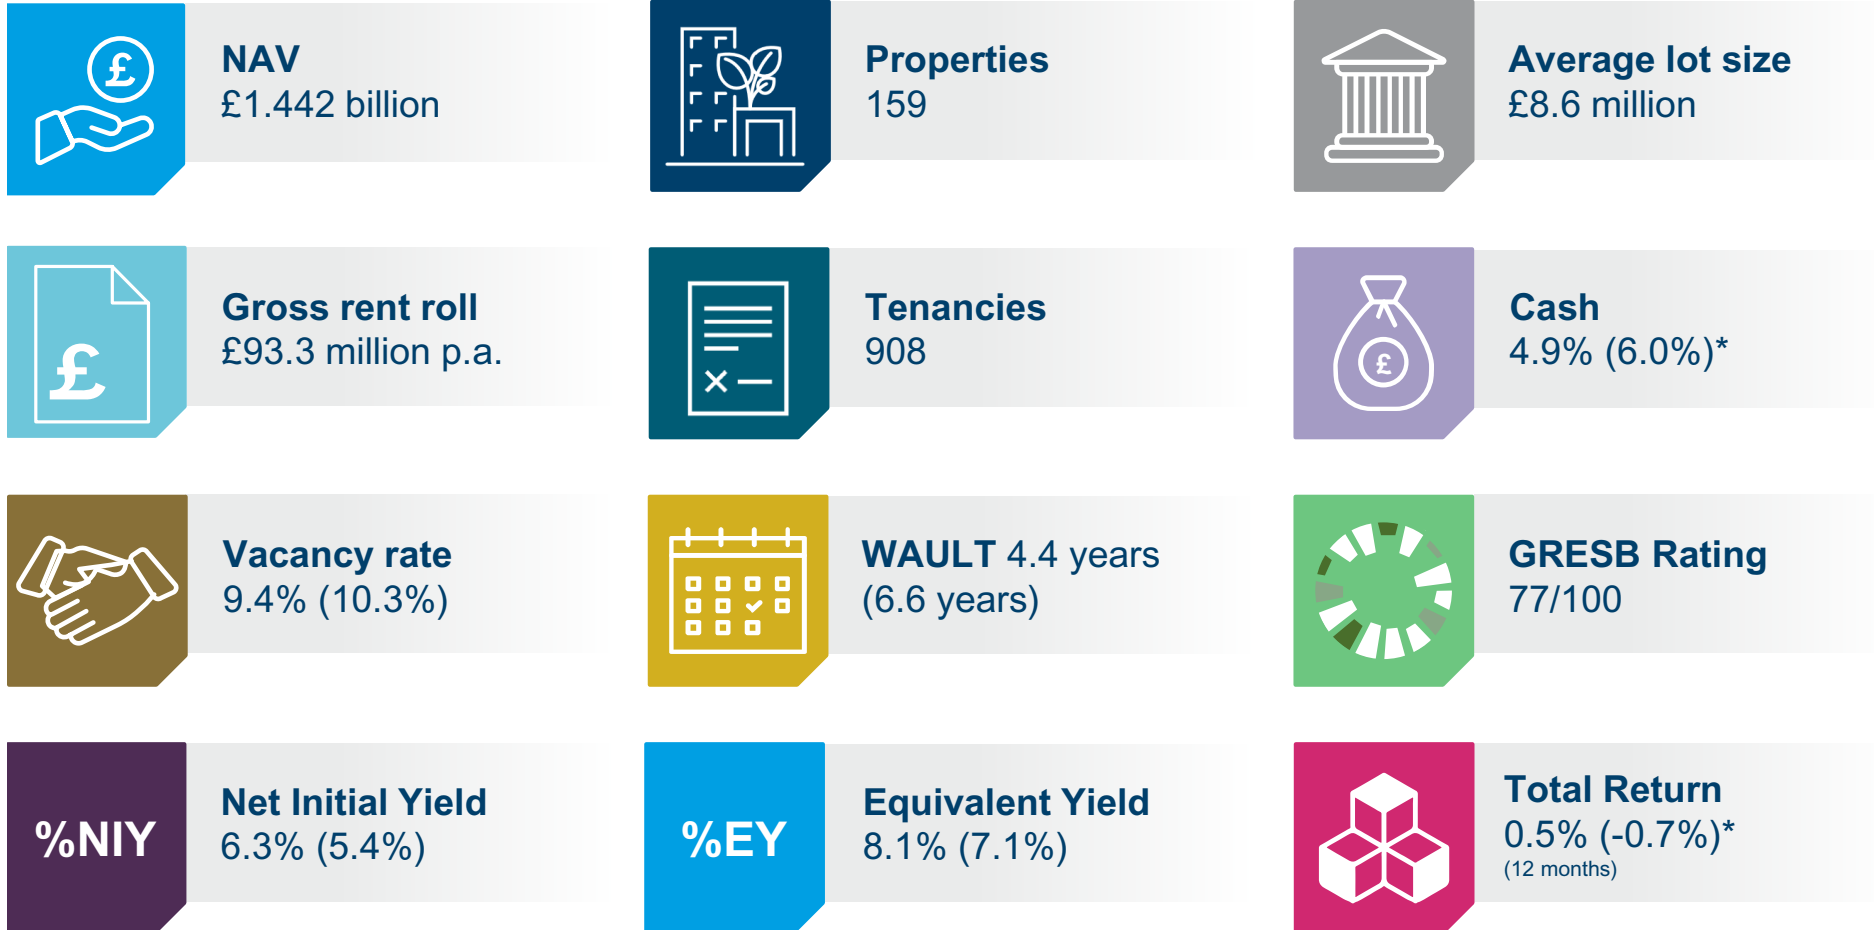 £
NAV
£1.442 billion
Properties
159
Average lot size
£8.6 million
£
Gross rent roll
£93.3 million p.a.
Tenancies
908
£
Cash
4.9% (6.0%)*
Vacancy rate
9.4% (10.3%)
WAULT 4.4 years
(6.6 years)
GRESB Rating
77/100
%NIY
Net Initial Yield
6.3% (5.4%)
%EY
Equivalent Yield
8.1% (7.1%)
Total Return
0.5% (-0.7%)*
(12 months)